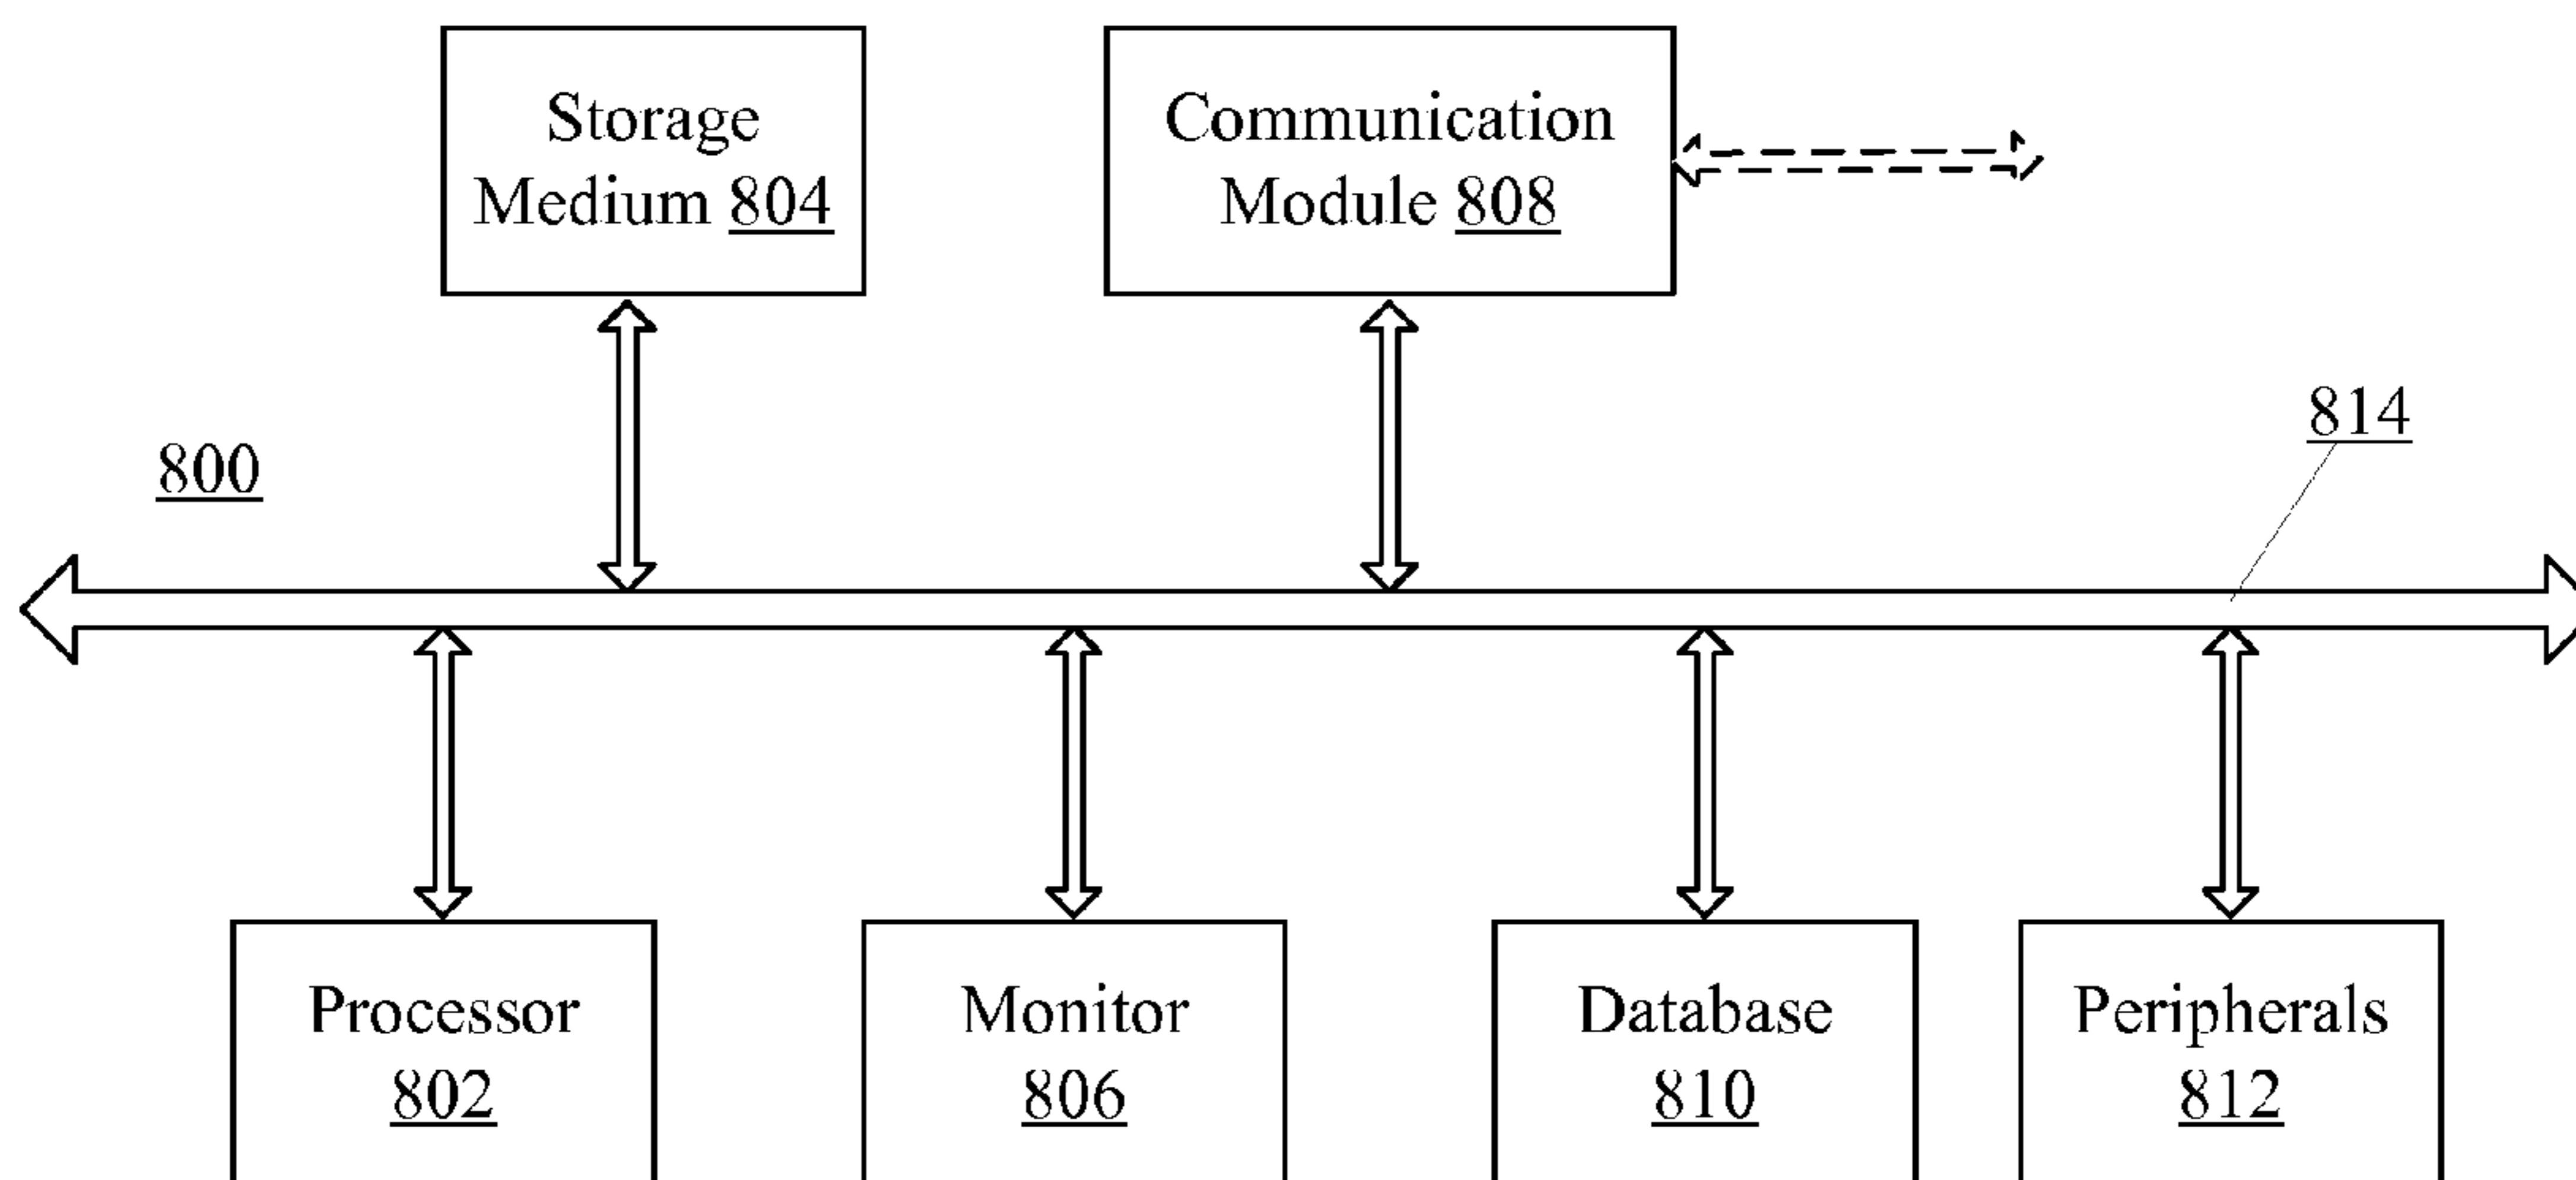 Storage
Medium 804
Communication
Module 808
800
814
Processor
802
Monitor
806
Database
810
Peripherals
812